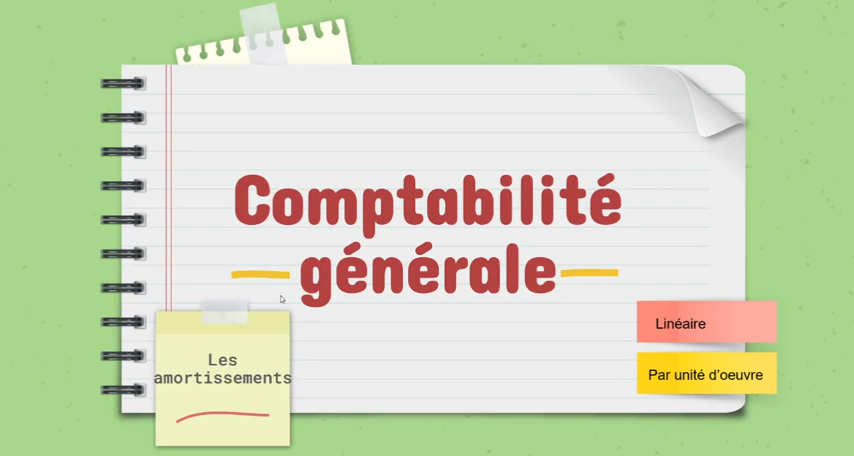 Comptabilité
générale
Linéaire
Les
amortissements
Par unité d'oeuvre